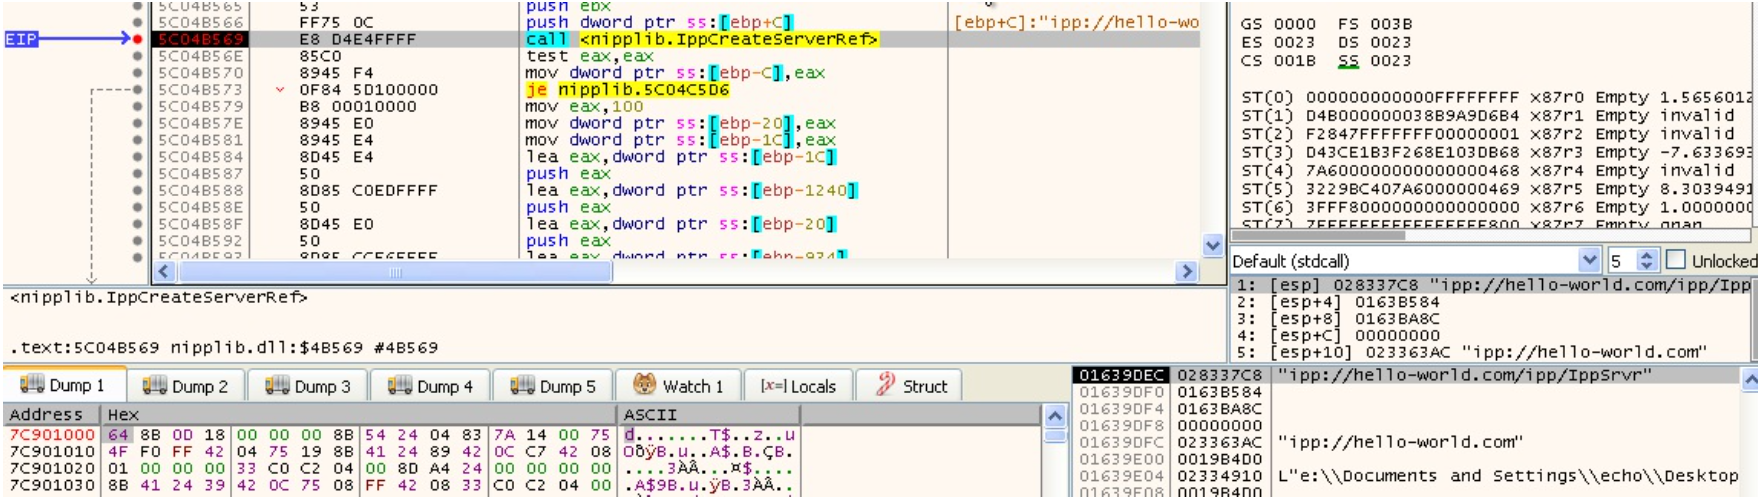 5C04B565 53 push ebx
5C04B566 FF75 0C push dword ptr ss:[ebp+C] [ebp+C]:"ipp://hello-wo
EIP 5C04B569 E8 D4E4FFFF call <nipplib.IppCreateServerRef>
5C04B56E 85C0 test eax,eax
5C04B570 8945 F4 mov dword ptr ss:[ebp-C],eax
5C04B573 0F84 5D100000 je nipplib.5C04C5D6
5C04B579 B8 00010000 mov eax,100
5C04B57E 8945 E0 mov dword ptr ss:[ebp-20],eax
5C04B581 8945 E4 mov dword ptr ss:[ebp-1C],eax
5C04B584 8D45 E4 lea eax,dword ptr ss:[ebp-1C]
5C04B587 50 push eax
5C04B588 8D85 C0EDFFFF lea eax,dword ptr ss:[ebp-1240]
5C04B58E 50 push eax
5C04B58F 8D45 E0 lea eax,dword ptr ss:[ebp-20]
5C04B592 50 push eax
5C04B593 lea eax,dword ptr ss:[ebp-934]
<nipplib.IppCreateServerRef>
.text:5C04B569 nipplib.dll:$4B569 #4B569
GS 0000 FS 003B
ES 0023 DS 0023
CS 001B SS 0023
ST(0) 000000000000FFFFFFFF x87r0 Empty 1.5656012
ST(1) D4B000000038B9A9D6B4 x87r1 Empty invalid
ST(2) F2847FFFFFFF00000001 x87r2 Empty invalid
ST(3) D43CE1B3F268E103DB68 x87r3 Empty -7.633693
ST(4) 7A600000000000000468 x87r4 Empty invalid
ST(5) 3229BC407A6000000469 x87r5 Empty 8.3039491
ST(6) 3FFF8000000000000000 x87r6 Empty 1.0000000
ST(7) 7FFFFFFFFFFFFFFFF800 x87r7 Empty qnan
Default (stdcall) 5 Unlocked
1: [esp] 028337C8 "ipp://hello-world.com/ipp/Ipp
2: [esp+4] 0163B584
3: [esp+8] 0163BA8C
4: [esp+C] 00000000
5: [esp+10] 023363AC "ipp://hello-world.com"
Dump 1 Dump 2 Dump 3 Dump 4 Dump 5 Watch 1 [x=] Locals Struct
Address Hex ASCII
7C901000 64 8B 0D 18 00 00 00 8B 54 24 04 83 7A 14 00 75 d.......T$..z..u
7C901010 4F F0 FF 42 04 75 19 8B 41 24 89 42 0C C7 42 08 OðÿB.u..A$.B.ÇB.
7C901020 01 00 00 00 33 C0 C2 04 00 8D A4 24 00 00 00 00 ....3ÀÂ...¤$....
7C901030 8B 41 24 39 42 0C 75 08 FF 42 08 33 C0 C2 04 00 .A$9B.u.ÿB.3ÀÂ..
01639DEC 028337C8 "ipp://hello-world.com/ipp/IppSrvr"
01639DF0 0163B584
01639DF4 0163BA8C
01639DF8 00000000
01639DFC 023363AC "ipp://hello-world.com"
01639E00 0019B4D0
01639E04 02334910 L"e:\\Documents and Settings\\echo\\Desktop
01639E08 0019B4D0